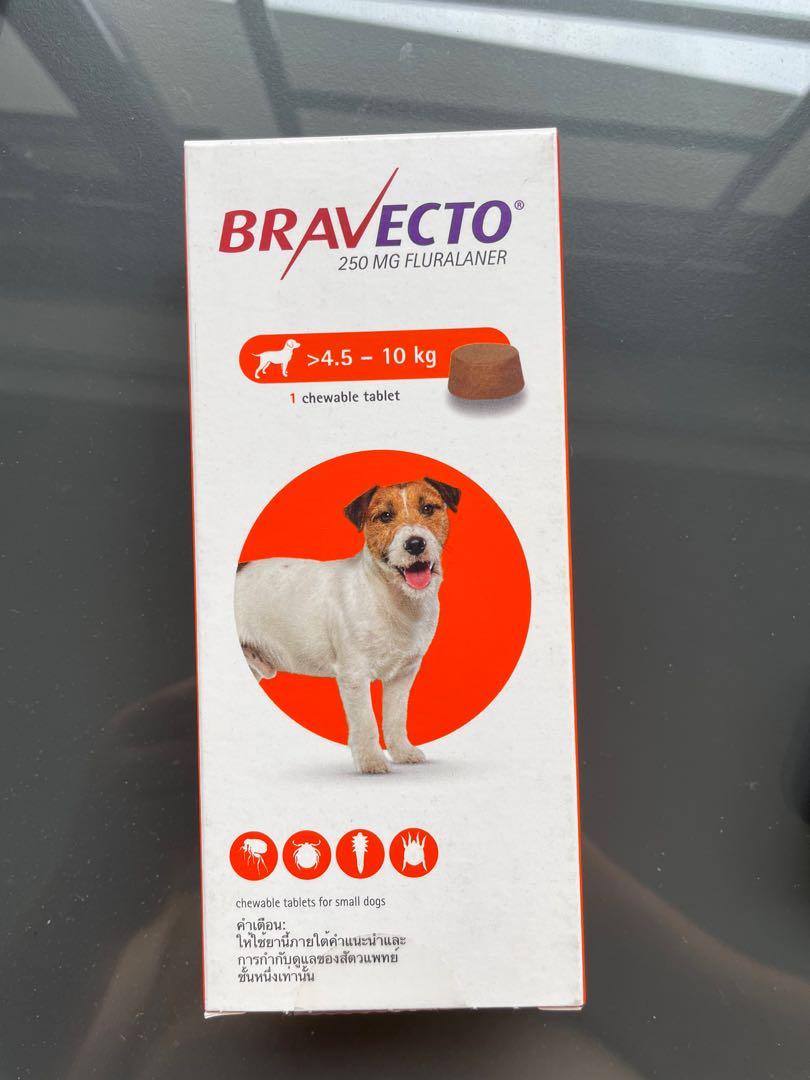 BRAVECTO®
250 MG FLURALANER
>4.5 – 10 kg
1 chewable tablet
chewable tablets for small dogs
คำเตือน:
ให้ใช้ยานี้ภายใต้คำแนะนำและ
การกำกับดูแลของสัตวแพทย์
ชั้นหนึ่งเท่านั้น